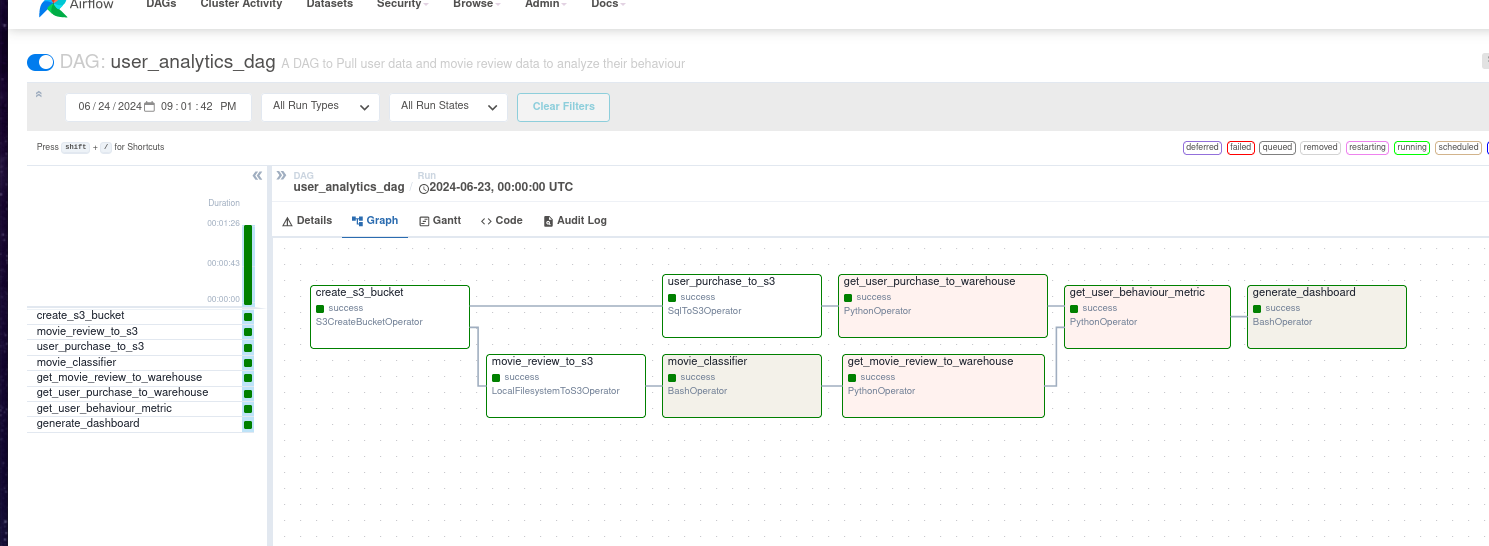 Airflow DAGs Cluster Activity Datasets Security Browse Admin Docs
DAG: user_analytics_dag A DAG to Pull user data and movie review data to analyze their behaviour
06/24/2024 09:01:42 PM All Run Types All Run States Clear Filters
Press shift + / for Shortcuts
deferred failed queued removed restarting running scheduled
DAG
user_analytics_dag / Run
2024-06-23, 00:00:00 UTC
Details Graph Gantt Code Audit Log
Duration
00:01:26
00:00:43
00:00:00
create_s3_bucket
movie_review_to_s3
user_purchase_to_s3
movie_classifier
get_movie_review_to_warehouse
get_user_purchase_to_warehouse
get_user_behaviour_metric
generate_dashboard
create_s3_bucket
success
S3CreateBucketOperator
user_purchase_to_s3
success
SqlToS3Operator
get_user_purchase_to_warehouse
success
PythonOperator
get_user_behaviour_metric
success
PythonOperator
generate_dashboard
success
BashOperator
movie_review_to_s3
success
LocalFilesystemToS3Operator
movie_classifier
success
BashOperator
get_movie_review_to_warehouse
success
PythonOperator